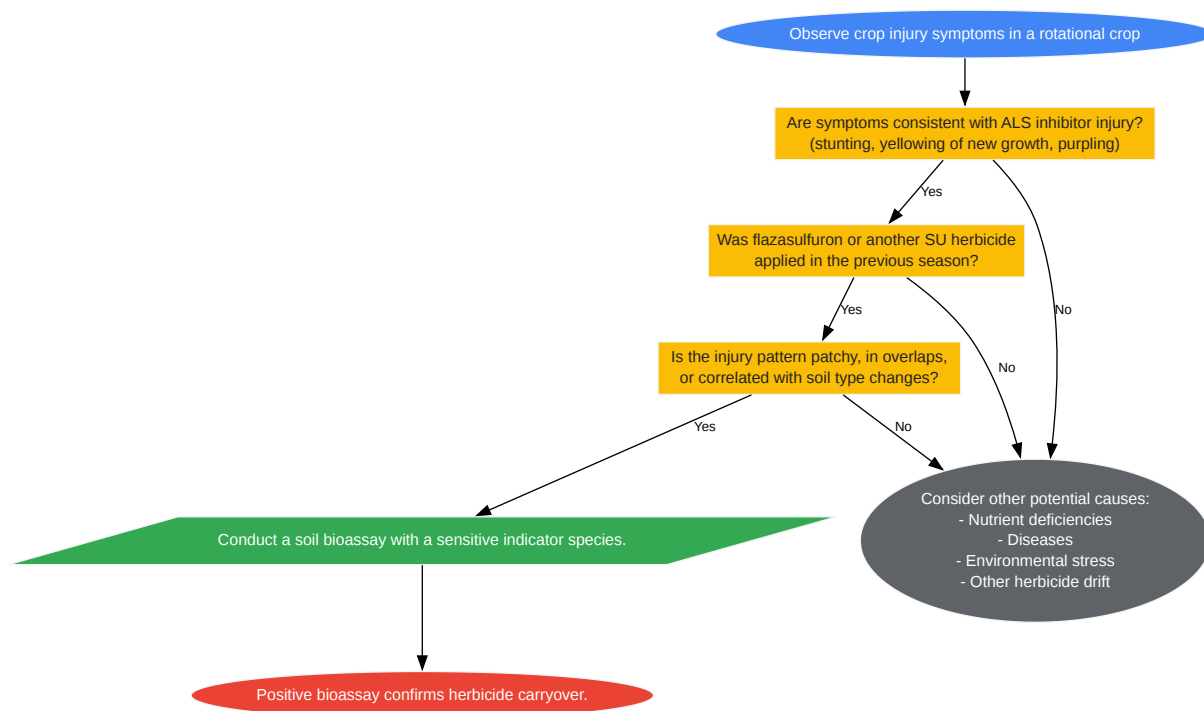 Observe crop injury symptoms in a rotational crop
Are symptoms consistent with ALS inhibitor injury?
(stunting, yellowing of new growth, purpling)
Yes
Was flazasulfuron or another SU herbicide
applied in the previous season?
Yes
No
Is the injury pattern patchy, in overlaps,
or correlated with soil type changes?
No
Yes
No
Consider other potential causes:
- Nutrient deficiencies
- Diseases
- Environmental stress
- Other herbicide drift
Conduct a soil bioassay with a sensitive indicator species.
Positive bioassay confirms herbicide carryover.